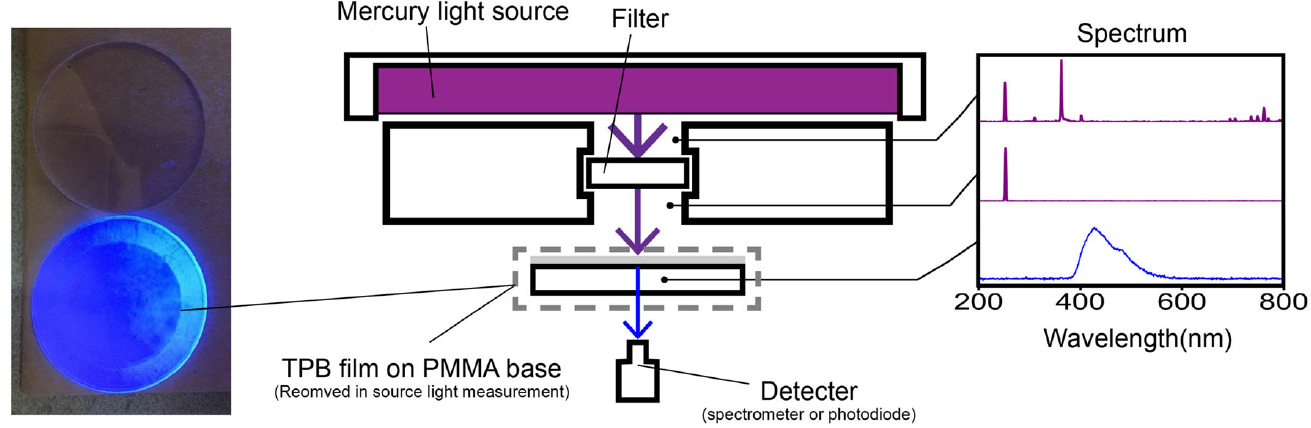 Mercury light source
Filter
Spectrum
200 400 600 800
Wavelength(nm)
TPB film on PMMA base
(Reomved in source light measurement)
Detecter
(spectrometer or photodiode)